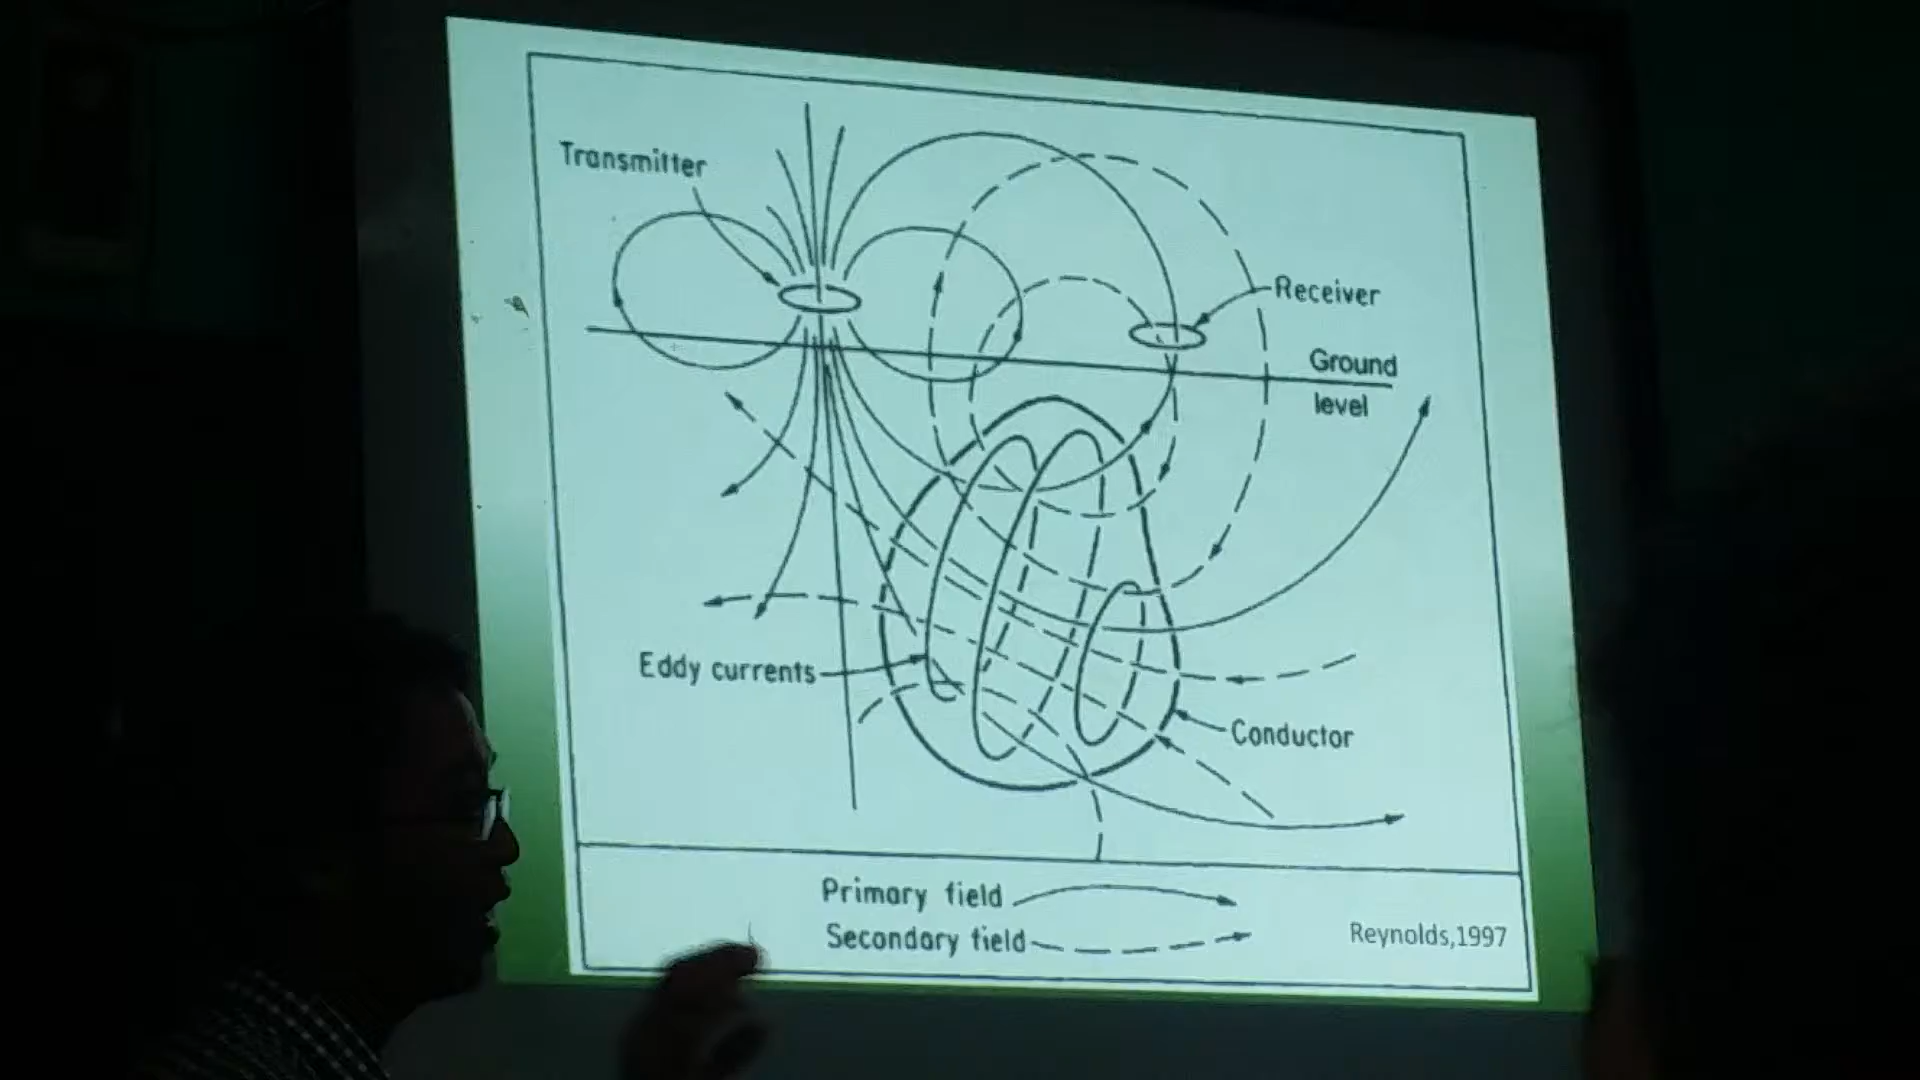 Transmitter
Receiver
Ground
level
Eddy currents
Conductor
Primary field
Secondary field
Reynolds,1997